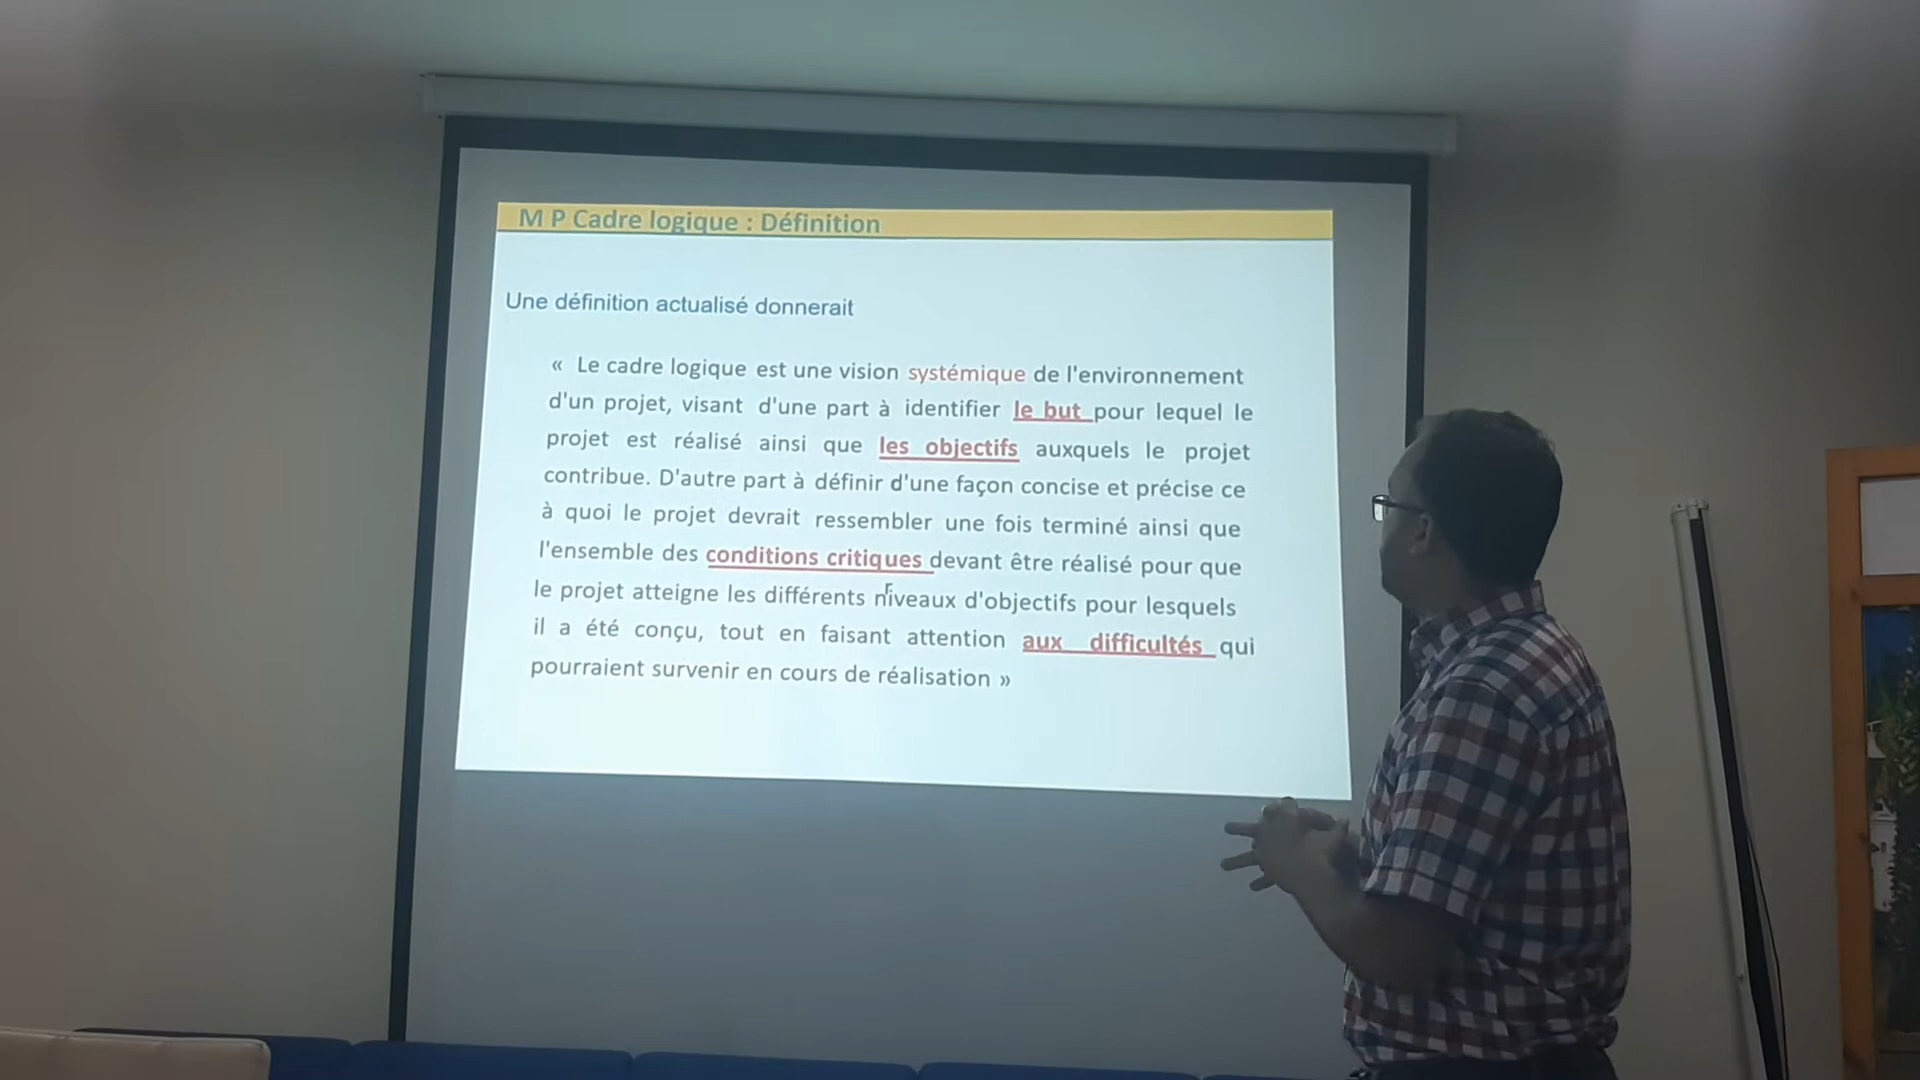 M P Cadre logique : Définition
Une définition actualisé donnerait
« Le cadre logique est une vision systémique de l'environnement
d'un projet, visant d'une part à identifier le but pour lequel le
projet est réalisé ainsi que les objectifs auxquels le projet
contribue. D'autre part à définir d'une façon concise et précise ce
à quoi le projet devrait ressembler une fois terminé ainsi que
l'ensemble des conditions critiques devant être réalisé pour que
le projet atteigne les différents niveaux d'objectifs pour lesquels
il a été conçu, tout en faisant attention aux difficultés qui
pourraient survenir en cours de réalisation »